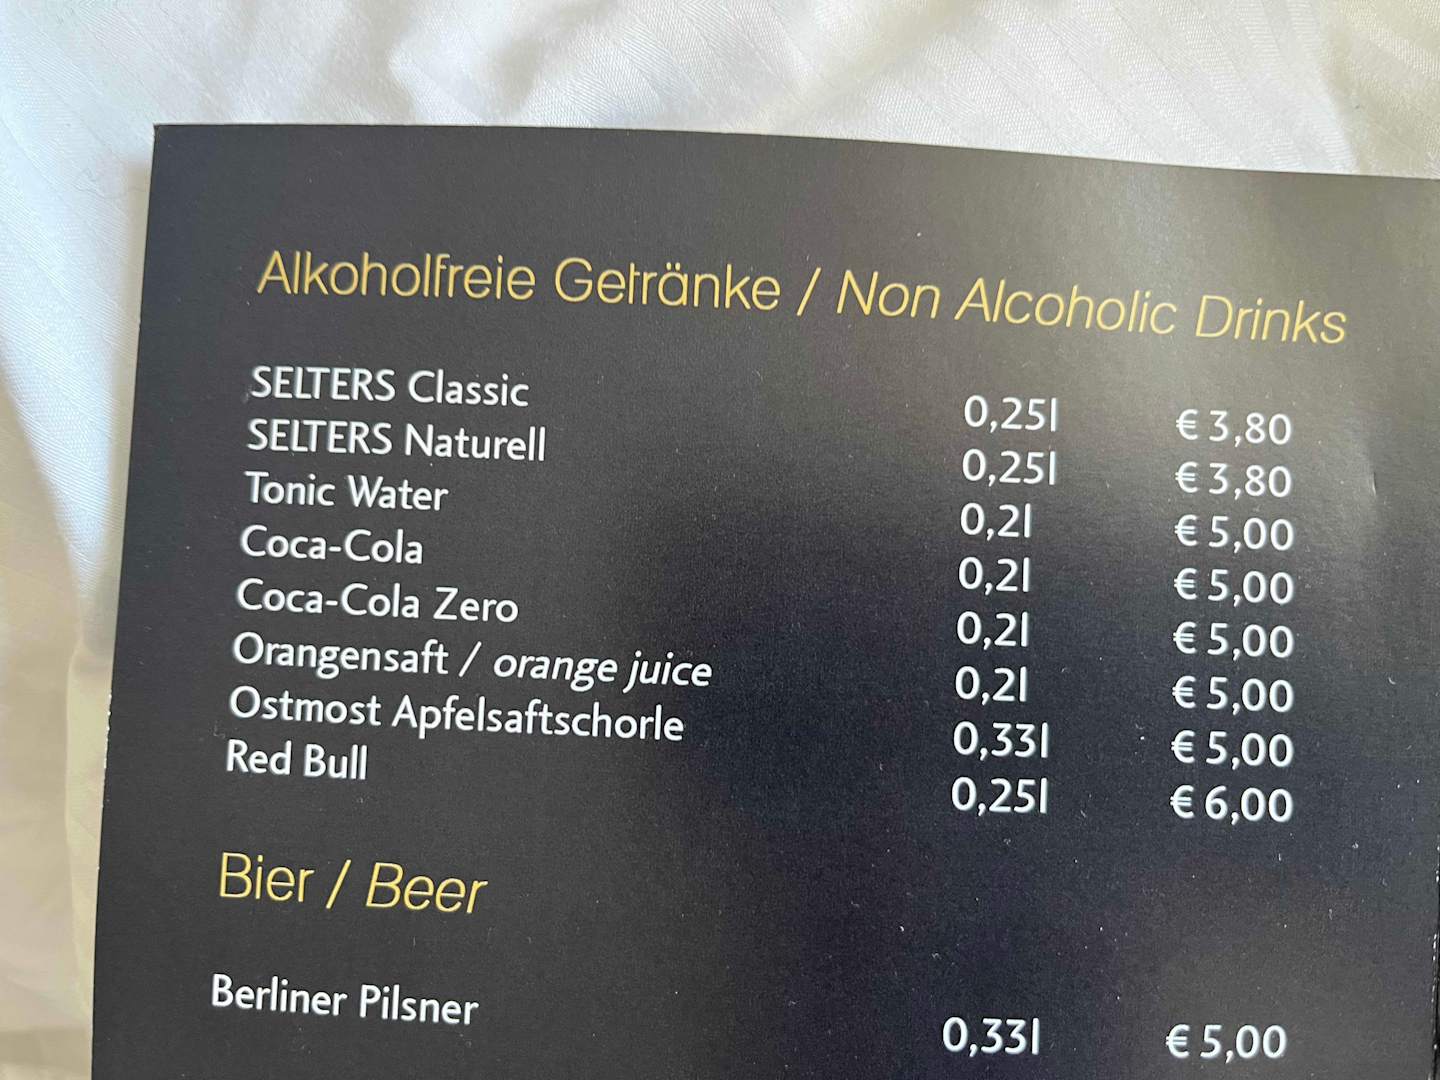 Alkoholfreie Getränke / Non Alcoholic Drinks
SELTERS Classic 0,25l € 3,80
SELTERS Naturell 0,25l € 3,80
Tonic Water 0,2l € 5,00
Coca-Cola 0,2l € 5,00
Coca-Cola Zero 0,2l € 5,00
Orangensaft / orange juice 0,2l € 5,00
Ostmost Apfelsaftschorle 0,33l € 5,00
Red Bull 0,25l € 6,00
Bier / Beer
Berliner Pilsner 0,33l € 5,00